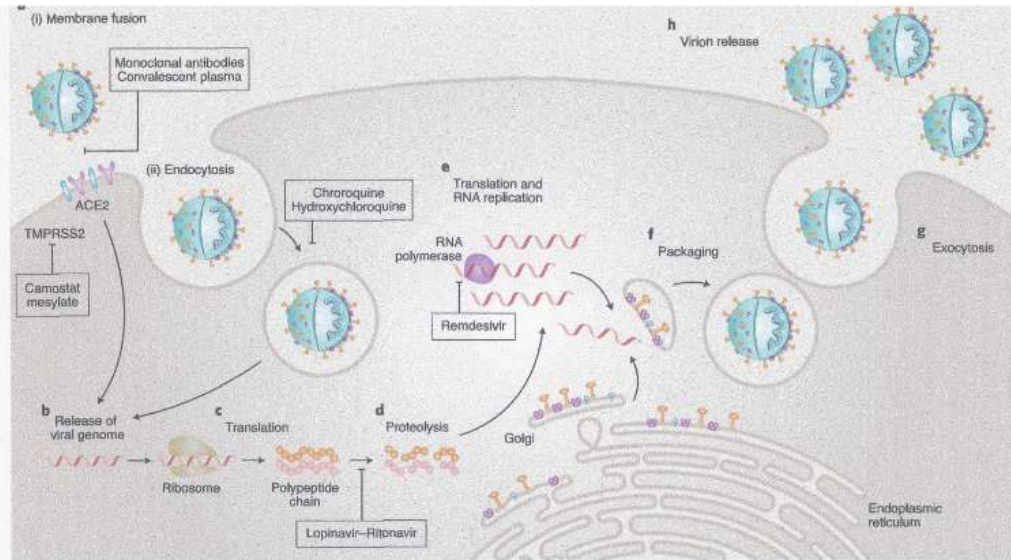 (i) Membrane fusion
Monoclonal antibodies
Convalescent plasma
ACE2
TMPRSS2
Camostat
mesylate
(ii) Endocytosis
Chroroquine
Hydroxychloroquine
b
Release of
viral genome
Ribosome
c
Translation
Polypeptide
chain
d
Proteolysis
Lopinavir–Ritonavir
e
Translation and
RNA replication
RNA
polymerase
Remdesivir
f
Packaging
Golgi
Endoplasmic
reticulum
g
Exocytosis
h
Virion release